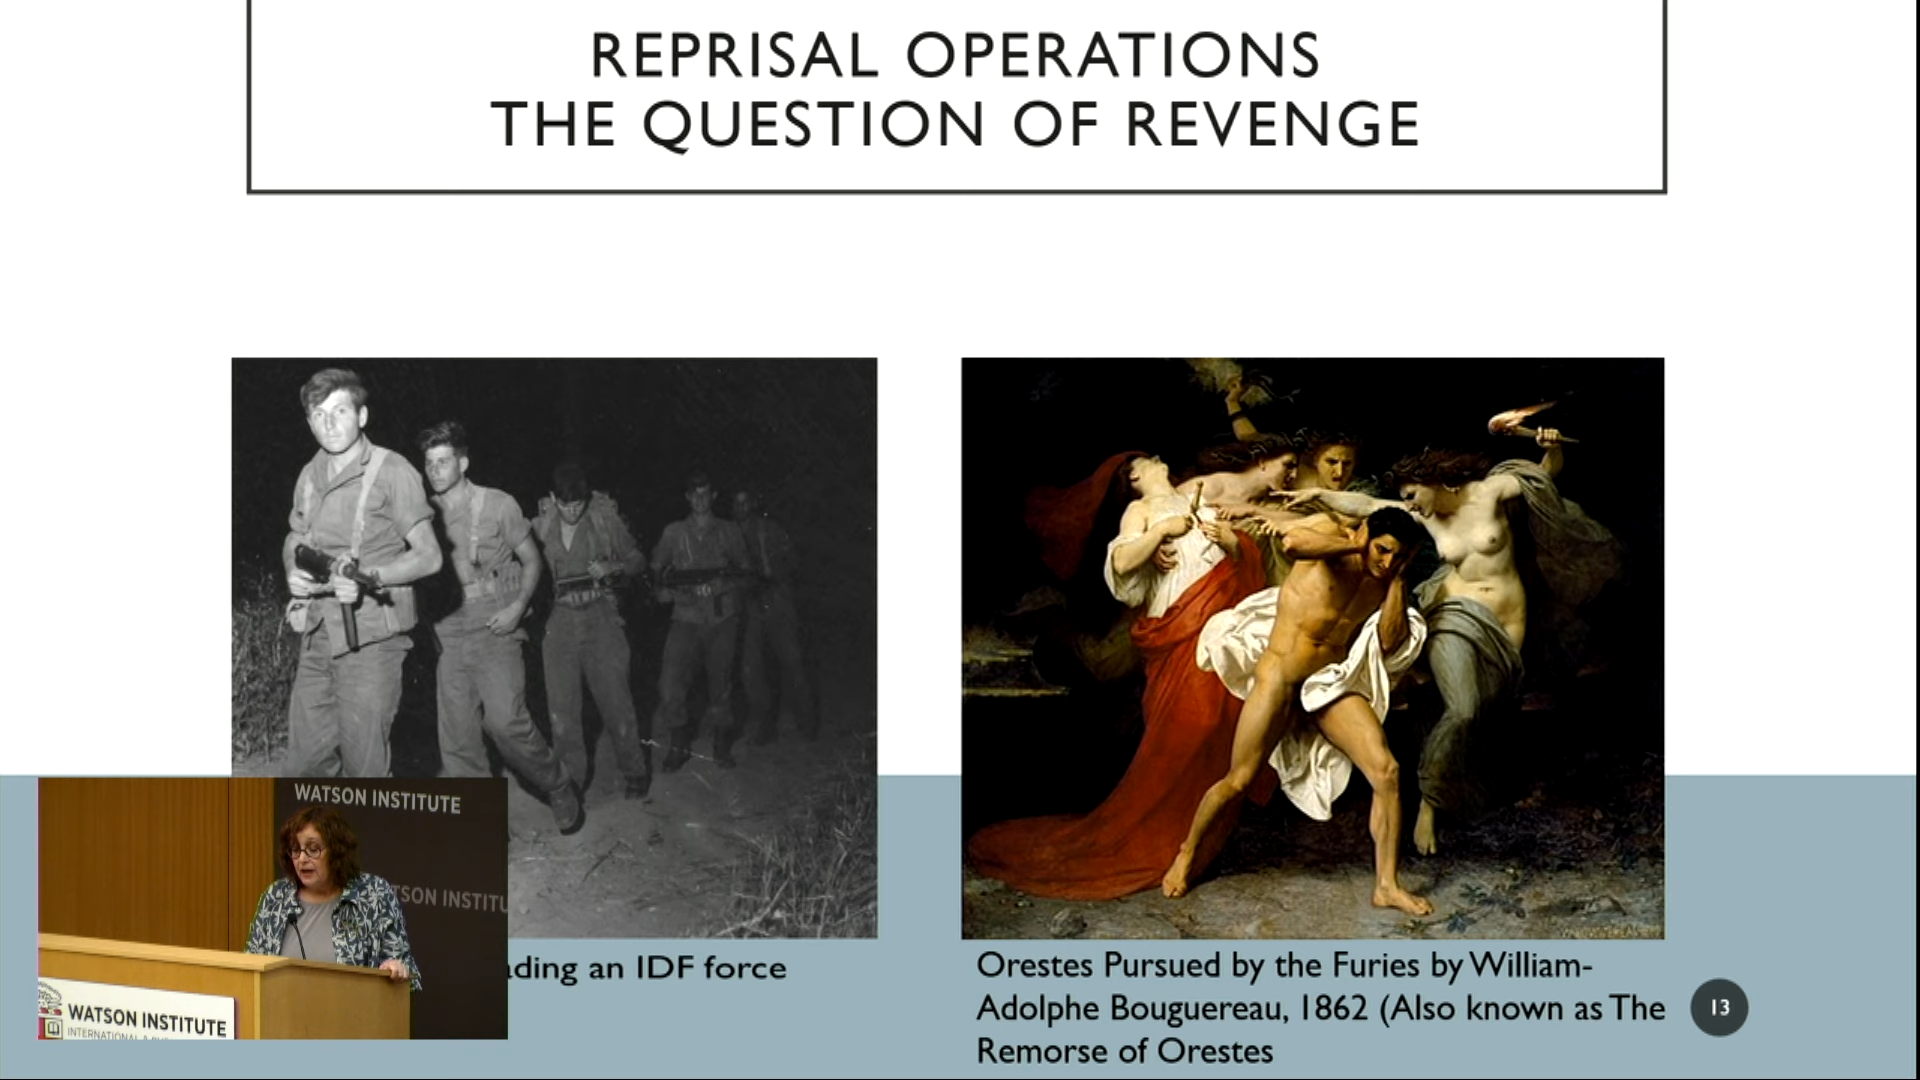 REPRISAL OPERATIONS
THE QUESTION OF REVENGE
WATSON INSTITUTE
ading an IDF force
WATSON INSTITUTE
Orestes Pursued by the Furies by William-
Adolphe Bouguereau, 1862 (Also known as The
Remorse of Orestes
13